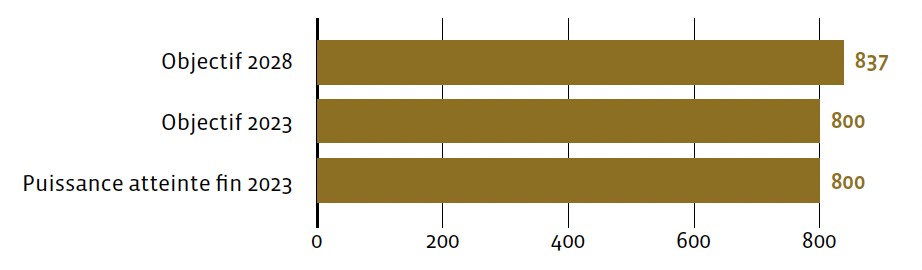 Objectif 2028 837
Objectif 2023 800
Puissance atteinte fin 2023 800
0 200 400 600 800